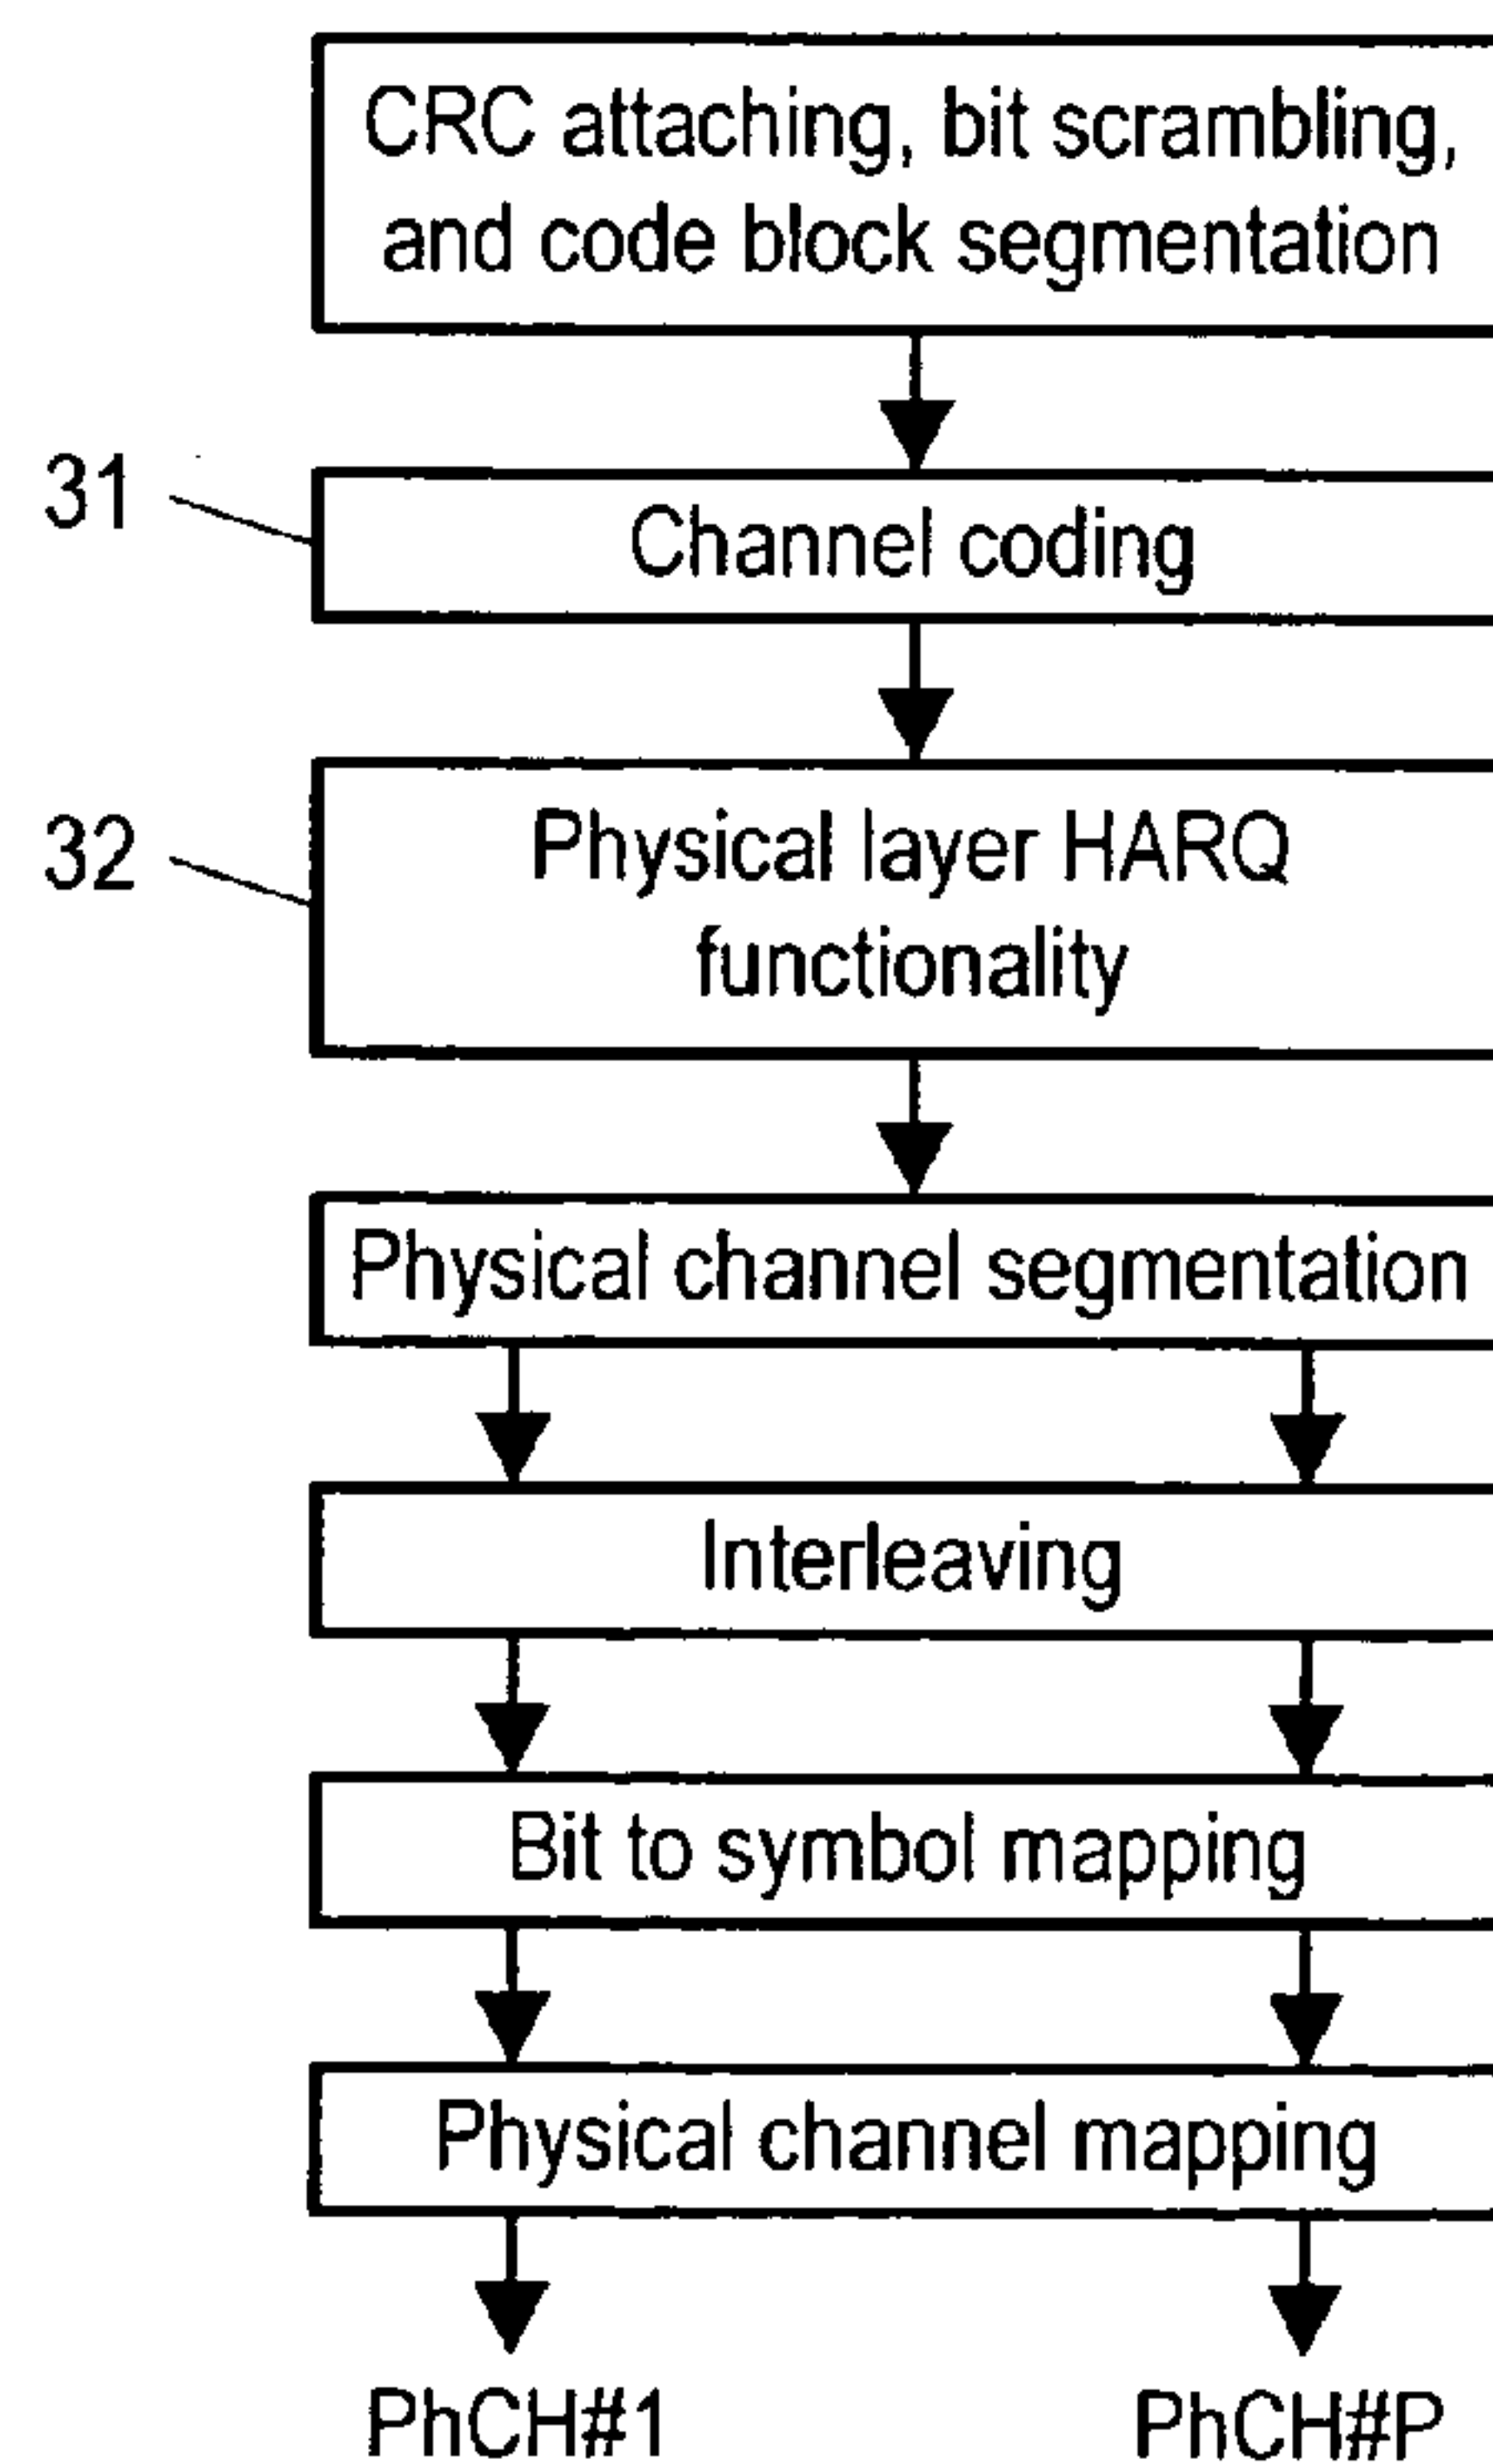 CRC attaching, bit scrambling,
and code block segmentation
31
Channel coding
32
Physical layer HARQ
functionality
Physical channel segmentation
Interleaving
Bit to symbol mapping
Physical channel mapping
PhCH#1
PhCH#P